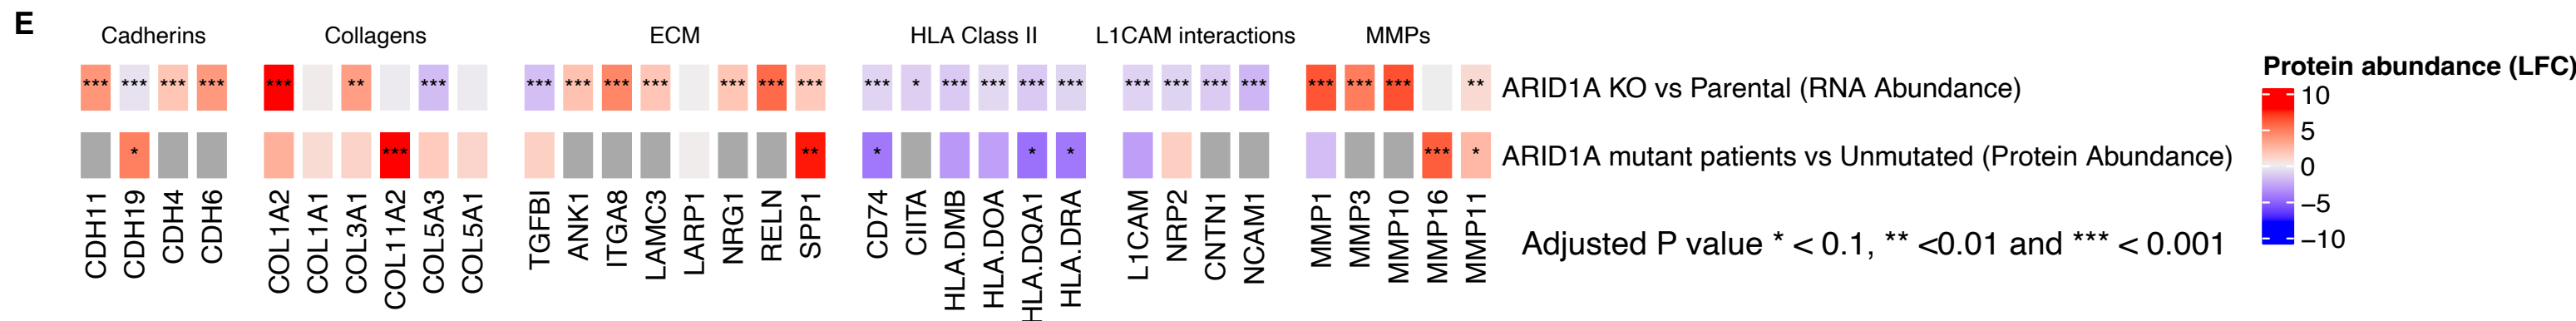 E
Cadherins Collagens ECM HLA Class II L1CAM interactions MMPs
*** *** *** *** *** ** *** *** *** *** *** *** *** *** *** * *** *** *** *** *** *** *** *** *** *** *** ** ARID1A KO vs Parental (RNA Abundance)
* *** ** * * * *** * ARID1A mutant patients vs Unmutated (Protein Abundance)
CDH11 CDH19 CDH4 CDH6 COL1A2 COL1A1 COL3A1 COL11A2 COL5A3 COL5A1 TGFBI ANK1 ITGA8 LAMC3 LARP1 NRG1 RELN SPP1 CD74 CIITA HLA.DMB HLA.DOA HLA.DQA1 HLA.DRA L1CAM NRP2 CNTN1 NCAM1 MMP1 MMP3 MMP10 MMP16 MMP11
Adjusted P value * < 0.1, ** <0.01 and *** < 0.001
Protein abundance (LFC)
10
5
0
−5
−10